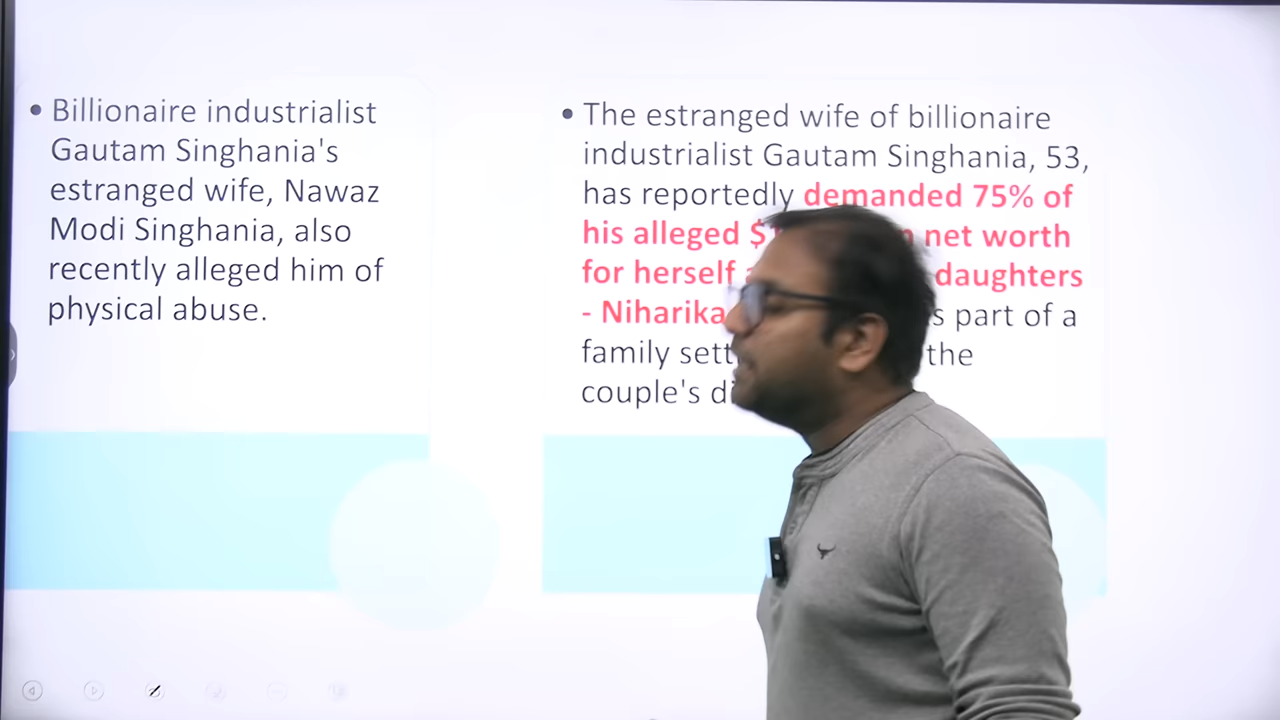 • Billionaire industrialist
Gautam Singhania's
estranged wife, Nawaz
Modi Singhania, also
recently alleged him of
physical abuse.
• The estranged wife of billionaire
industrialist Gautam Singhania, 53,
has reportedly demanded 75% of
his alleged $ net worth
for herself daughters
- Niharika part of a
family the
couple's